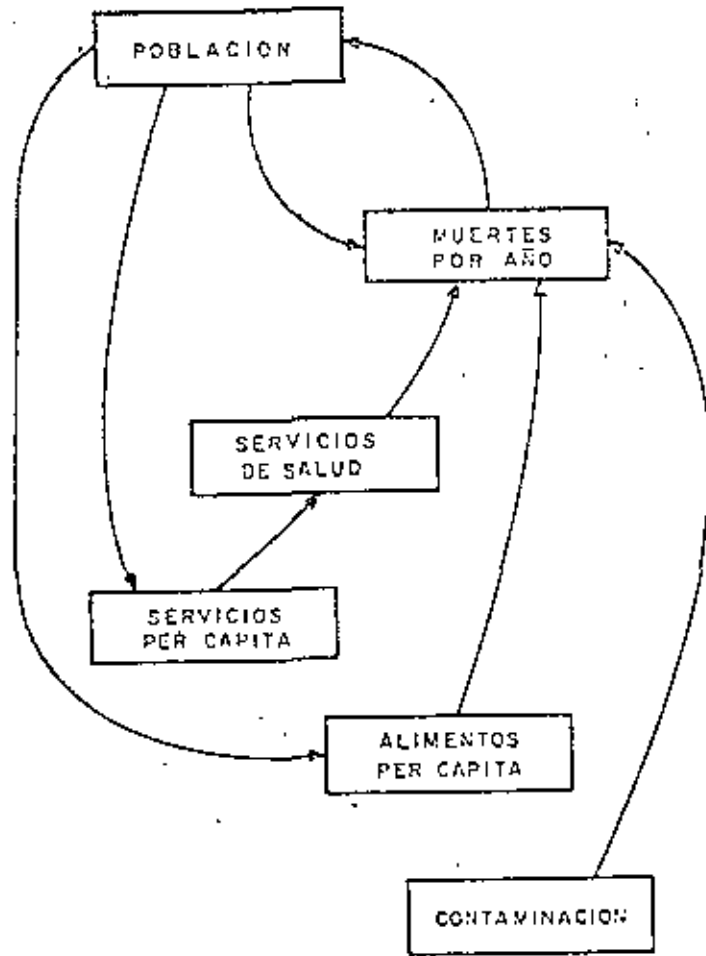 POBLACION
MUERTES
POR AÑO
SERVICIOS
DE SALUD
SERVICIOS
PER CAPITA
ALIMENTOS
PER CAPITA
CONTAMINACION